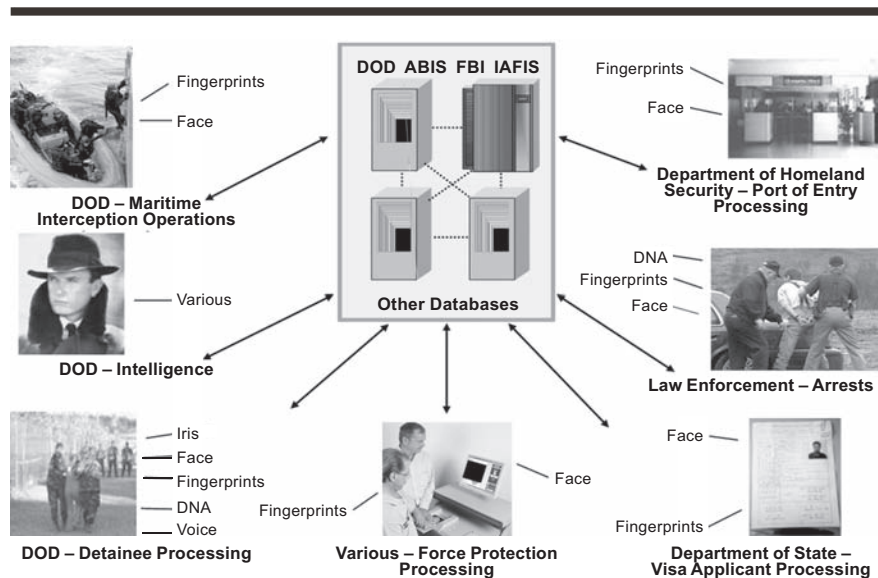 DOD ABIS FBI IAFIS
Other Databases
Fingerprints
Face
DOD – Maritime
Interception Operations
Various
DOD – Intelligence
Iris
Face
Fingerprints
DNA
Voice
DOD – Detainee Processing
Fingerprints
Face
Various – Force Protection
Processing
Fingerprints
Face
Department of Homeland
Security – Port of Entry
Processing
DNA
Fingerprints
Face
Law Enforcement – Arrests
Face
Fingerprints
Department of State –
Visa Applicant Processing